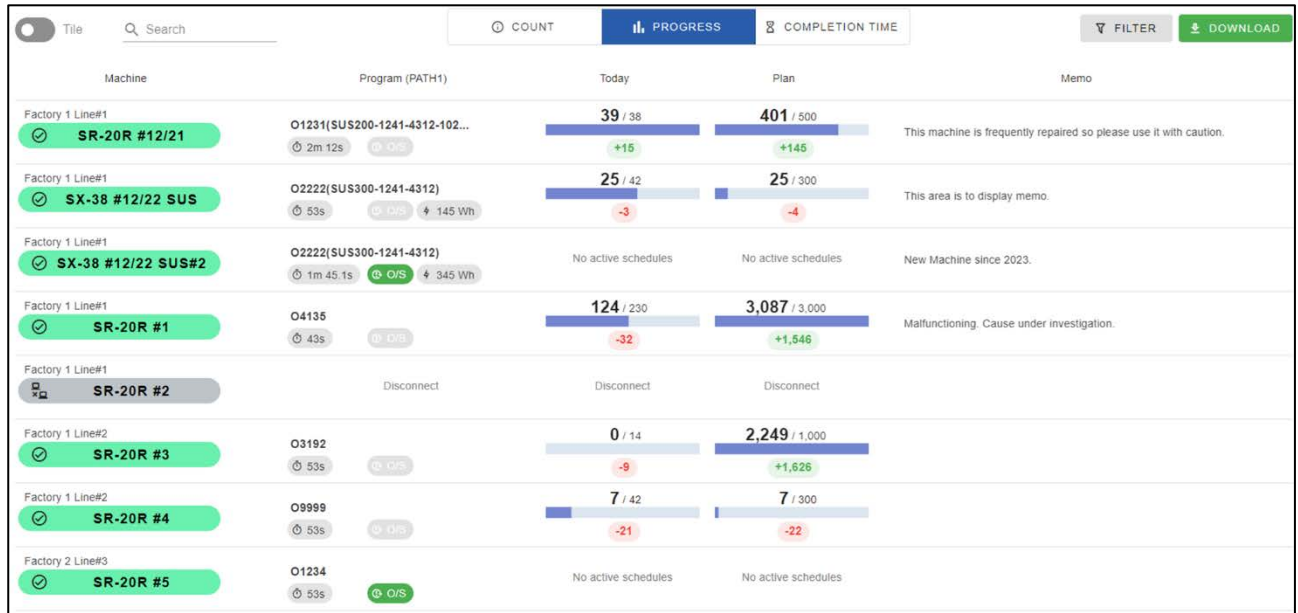 Tile
Search
COUNT
PROGRESS
COMPLETION TIME
FILTER
DOWNLOAD
Machine Program (PATH1) Today Plan Memo
Factory 1 Line#1
SR-20R #12/21
O1231(SUS200-1241-4312-102...
2m 12s O/S
39 / 38
+15
401 / 500
+145
This machine is frequently repaired so please use it with caution.
Factory 1 Line#1
SX-38 #12/22 SUS
O2222(SUS300-1241-4312)
53s O/S 145 Wh
25 / 42
-3
25 / 300
-4
This area is to display memo.
Factory 1 Line#1
SX-38 #12/22 SUS#2
O2222(SUS300-1241-4312)
1m 45.1s O/S 345 Wh
No active schedules
No active schedules
New Machine since 2023.
Factory 1 Line#1
SR-20R #1
O4135
43s O/S
124 / 230
-32
3,087 / 3,000
+1,546
Malfunctioning. Cause under investigation.
Factory 1 Line#1
SR-20R #2
Disconnect
Disconnect
Disconnect
Factory 1 Line#2
SR-20R #3
O3192
53s O/S
0 / 14
-9
2,249 / 1,000
+1,626
Factory 1 Line#2
SR-20R #4
O9999
53s O/S
7 / 42
-21
7 / 300
-22
Factory 2 Line#3
SR-20R #5
O1234
53s O/S
No active schedules
No active schedules